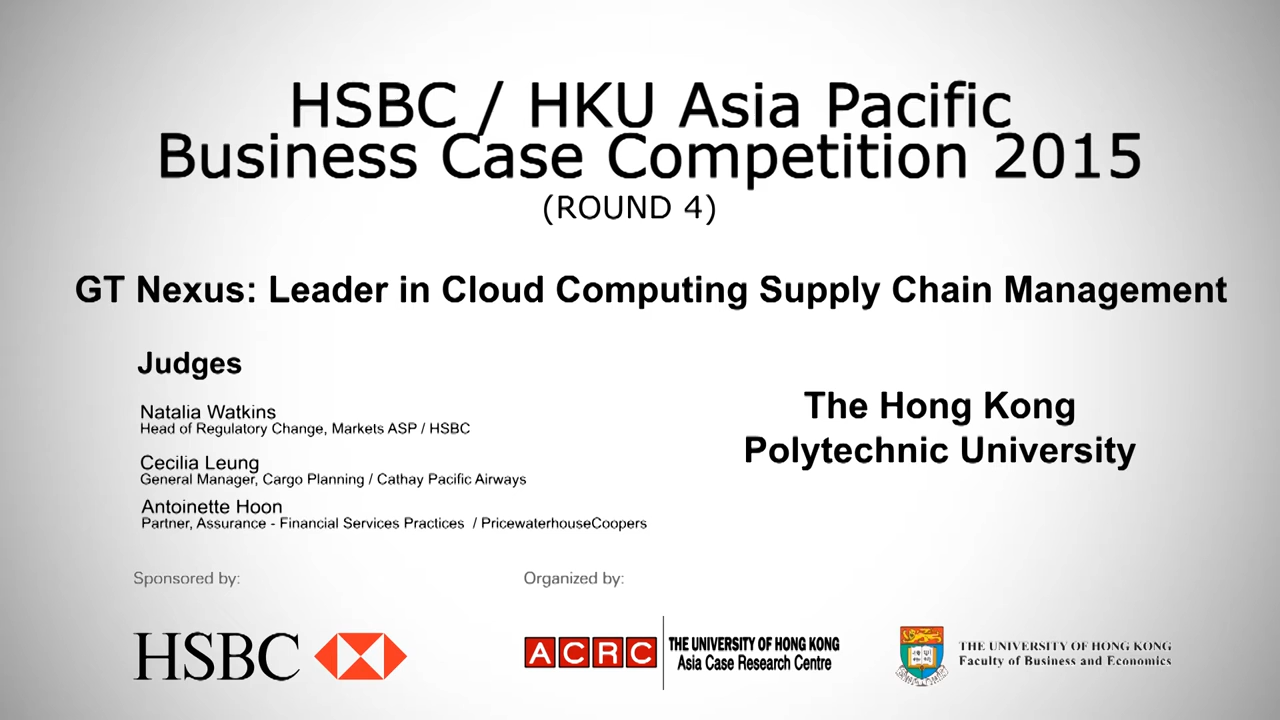 HSBC / HKU Asia Pacific
Business Case Competition 2015
(ROUND 4)
GT Nexus: Leader in Cloud Computing Supply Chain Management
Judges
Natalia Watkins
Head of Regulatory Change, Markets ASP / HSBC
Cecilia Leung
General Manager, Cargo Planning / Cathay Pacific Airways
Antoinette Hoon
Partner, Assurance - Financial Services Practices / PricewaterhouseCoopers
The Hong Kong
Polytechnic University
Sponsored by:
HSBC
Organized by:
ACRC
THE UNIVERSITY OF HONG KONG
Asia Case Research Centre
THE UNIVERSITY OF HONG KONG
Faculty of Business and Economics